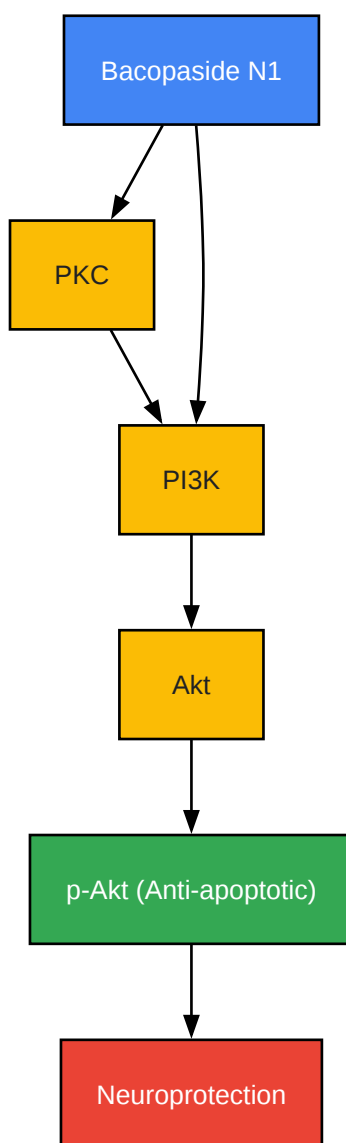 Bacopaside N1
PKC
PI3K
Akt
p-Akt (Anti-apoptotic)
Neuroprotection